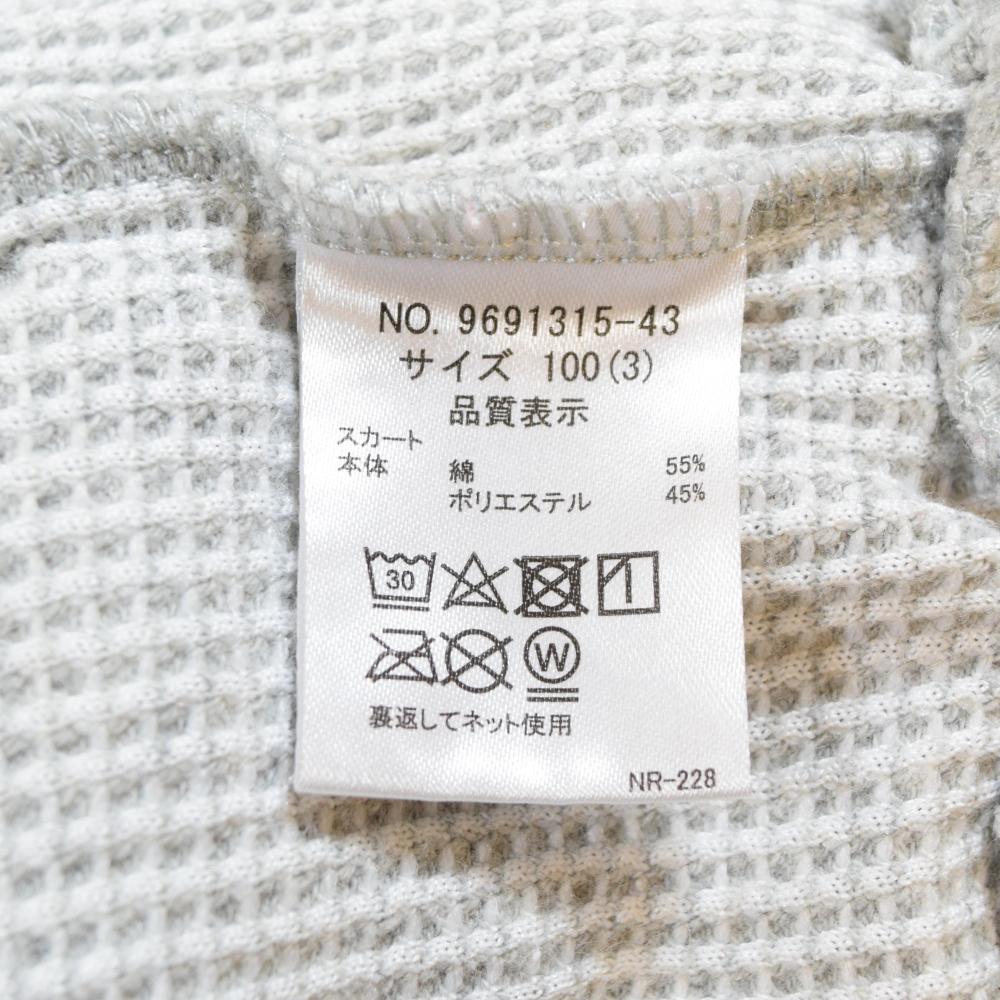 NO. 9691315-43
サイズ 100(3)
品質表示
スカート
本体 綿 55%
ポリエステル 45%
30
W
裏返してネット使用
NR-228